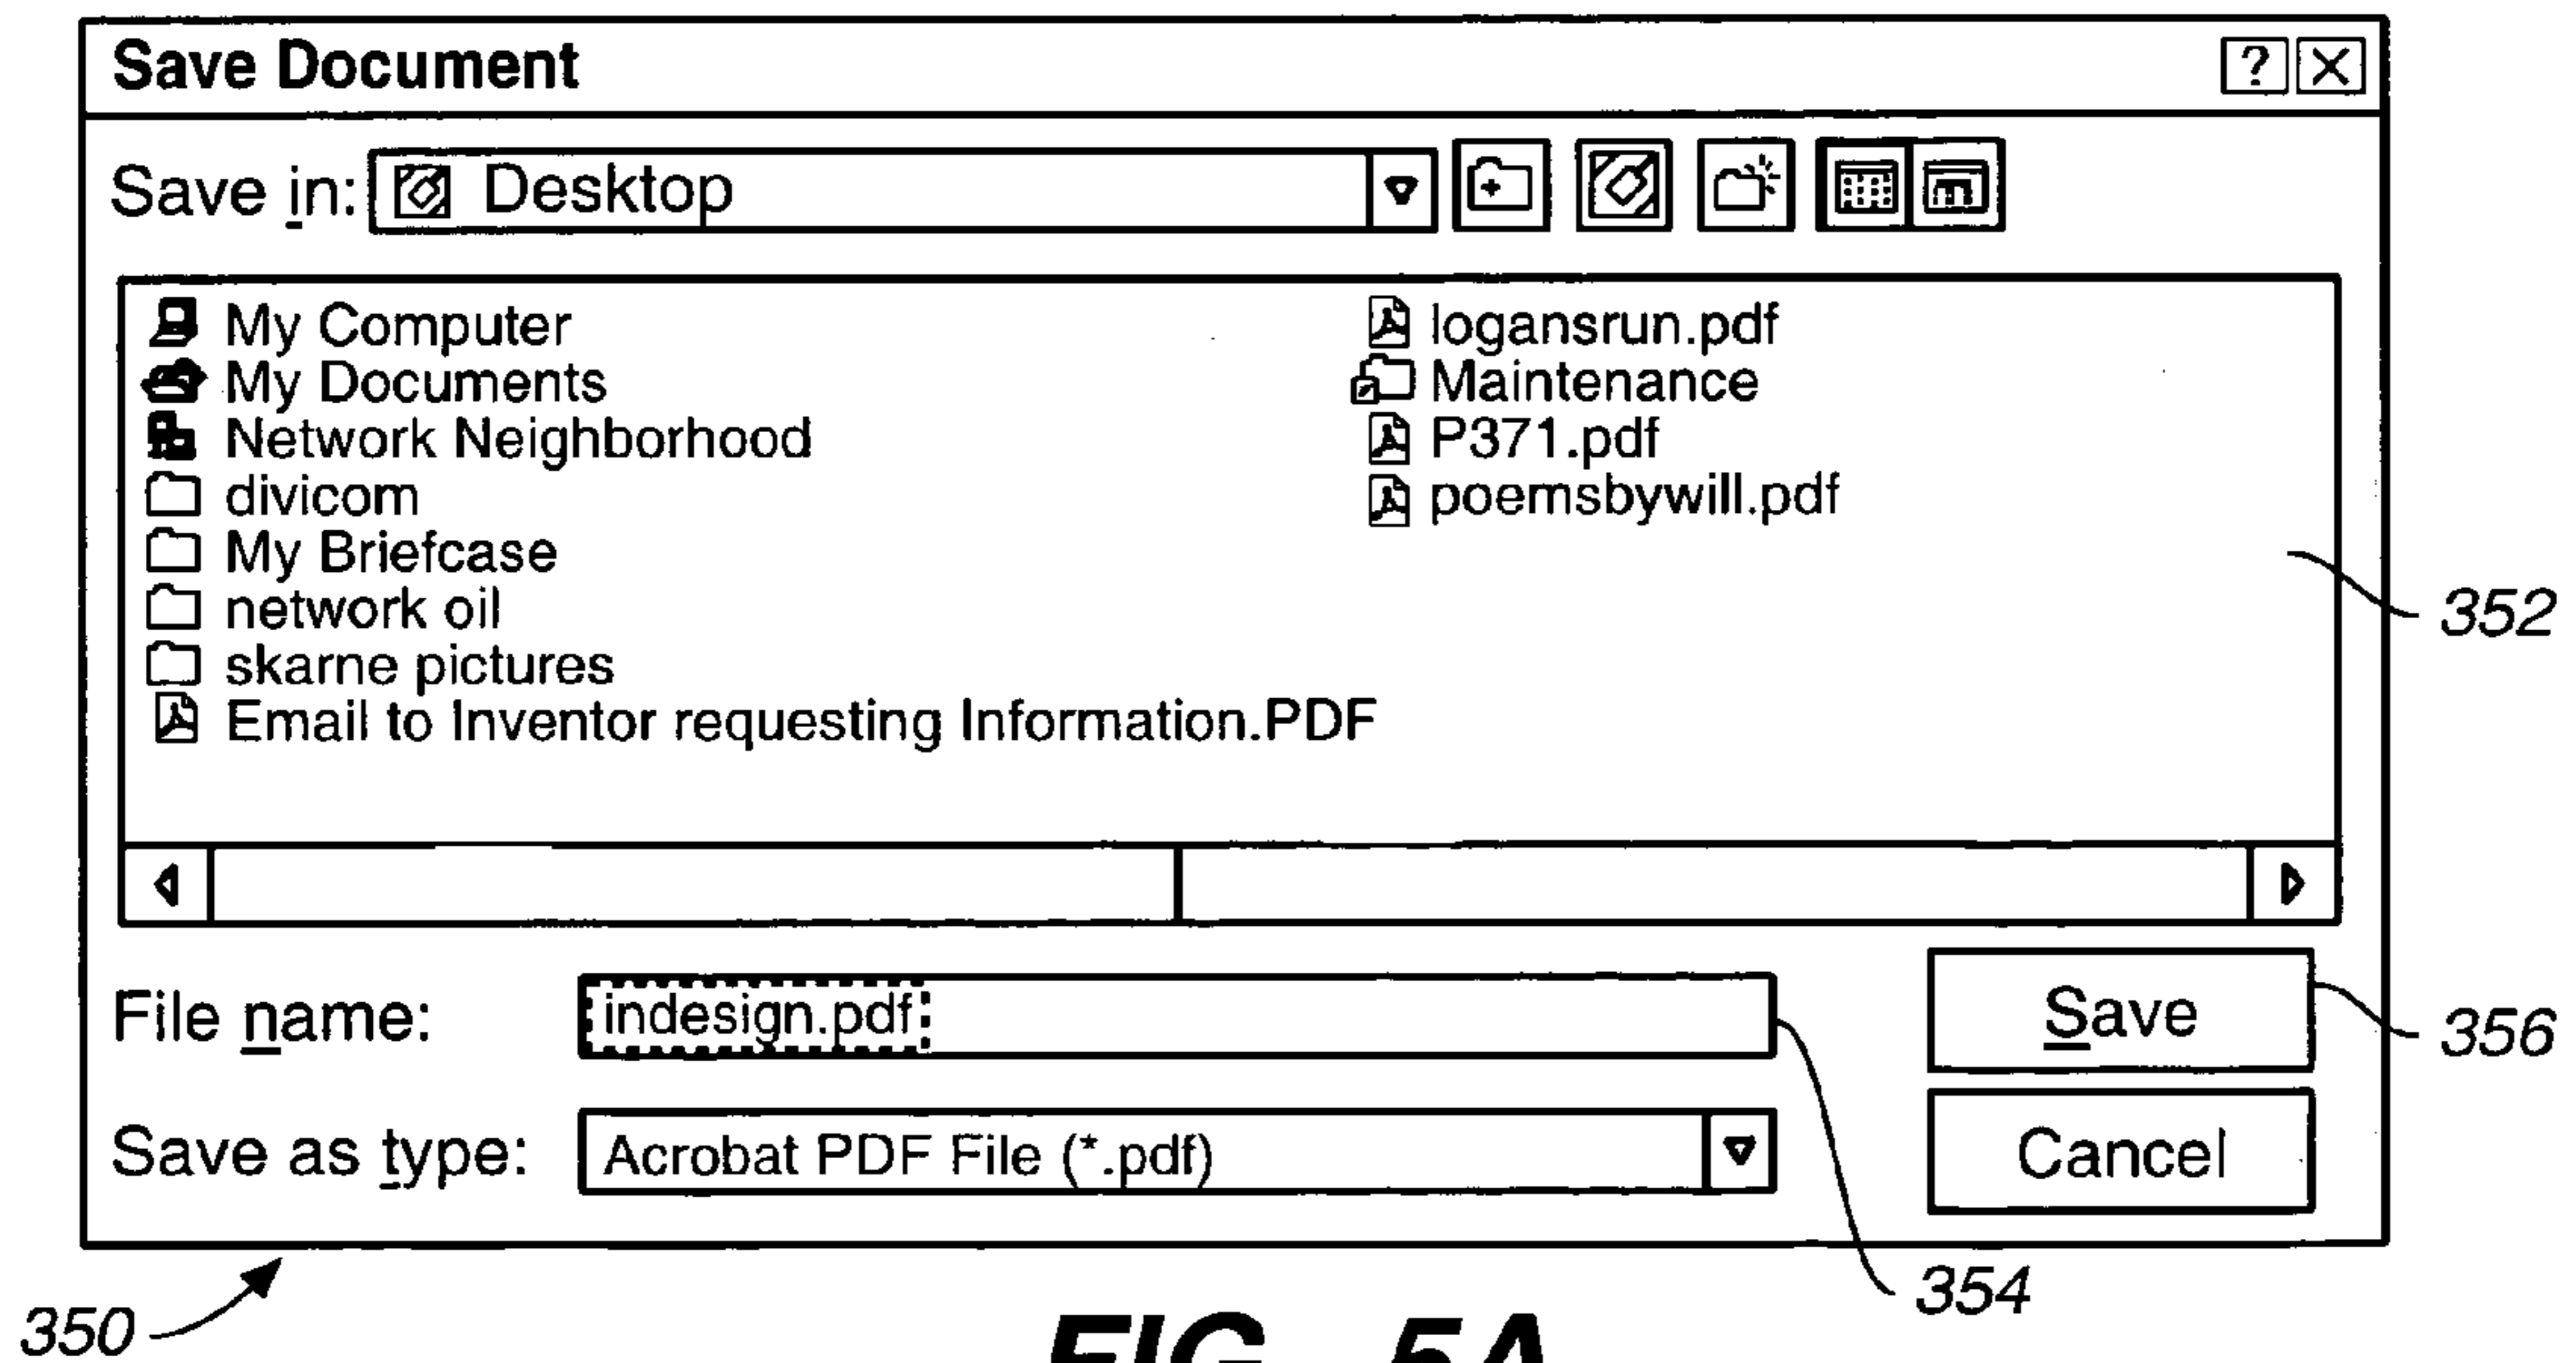 Save Document ? X
Save in: Desktop
My Computer
My Documents
Network Neighborhood
divicom
My Briefcase
network oil
skarne pictures
Email to Inventor requesting Information.PDF
logansrun.pdf
Maintenance
P371.pdf
poemsbywill.pdf
352
File name: indesign.pdf
Save
356
Save as type: Acrobat PDF File (*.pdf)
Cancel
354
350
FIG._5A